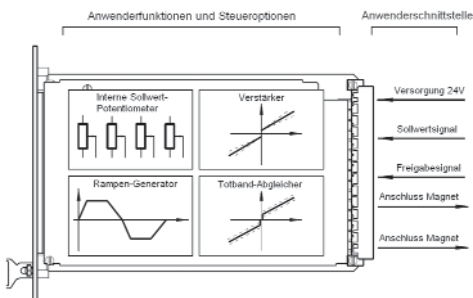 Anwenderfunktionen und Steueroptionen
Anwenderschnittstelle
Interne Sollwert-
Potentiometer
Verstärker
Rampen-Generator
Totband-Abgleicher
Versorgung 24V
Sollwertsignal
Freigabesignal
Anschluss Magnet
Anschluss Magnet